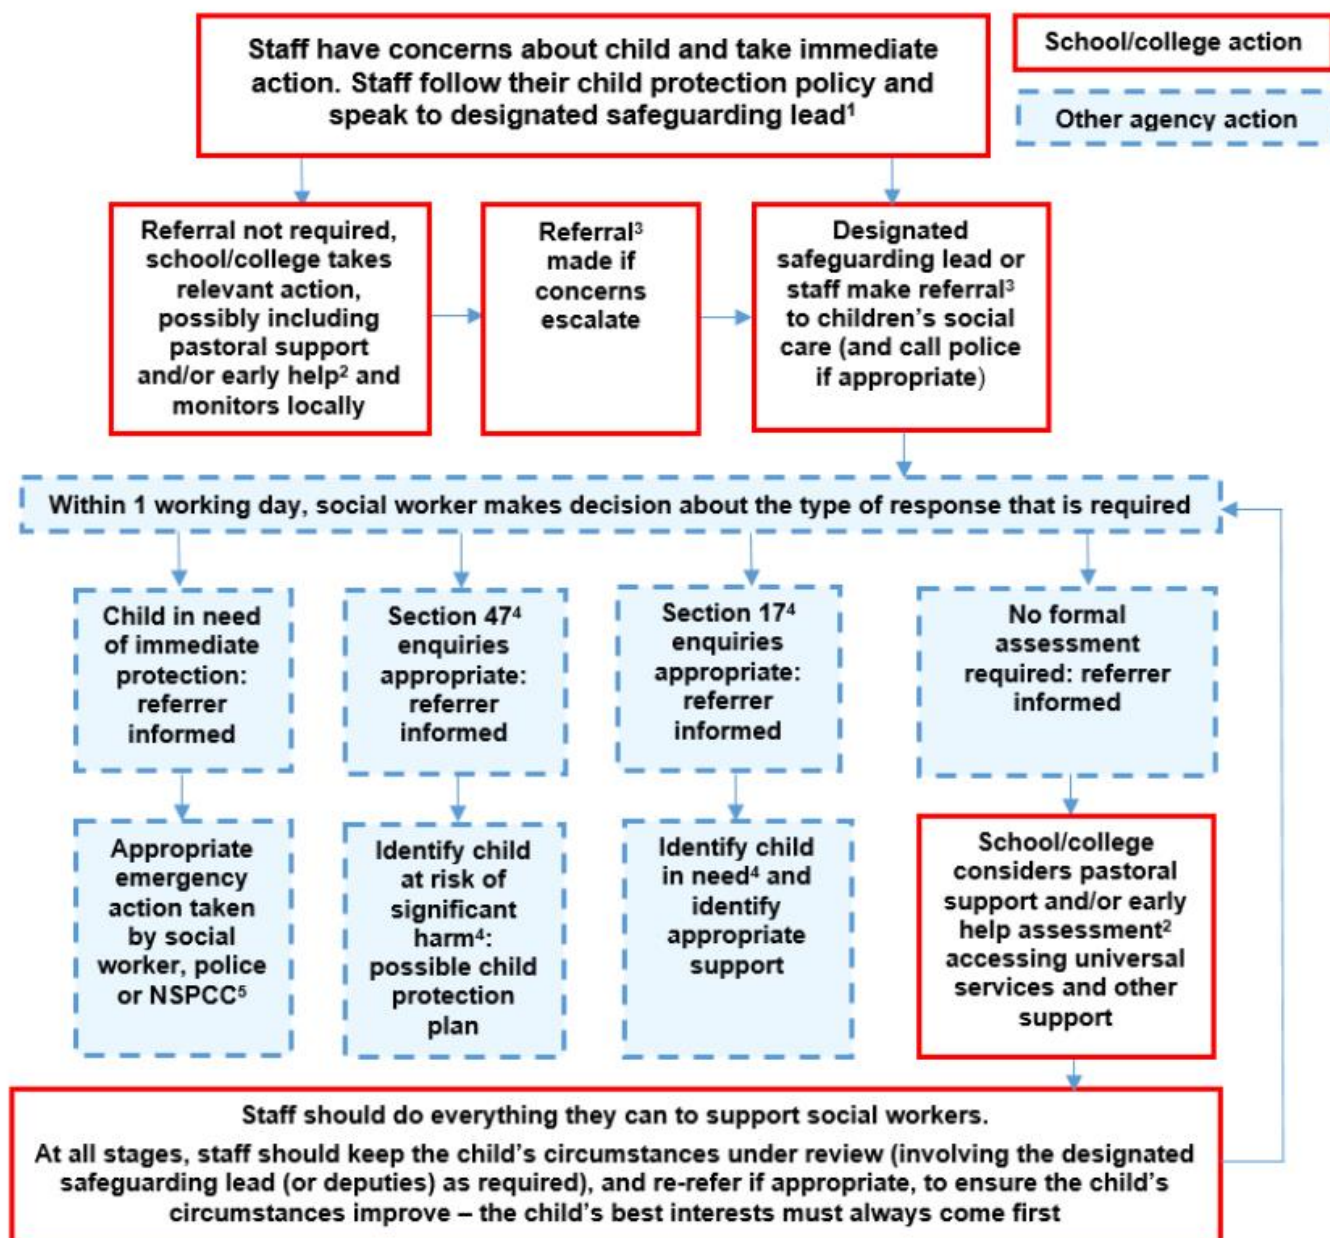 Staff have concerns about child and take immediate
action. Staff follow their child protection policy and
speak to designated safeguarding lead¹
School/college action
Other agency action
Referral not required,
school/college takes
relevant action,
possibly including
pastoral support
and/or early help² and
monitors locally
Referral³
made if
concerns
escalate
Designated
safeguarding lead or
staff make referral³
to children’s social
care (and call police
if appropriate)
Within 1 working day, social worker makes decision about the type of response that is required
Child in need
of immediate
protection:
referrer
informed
Section 47⁴
enquiries
appropriate:
referrer
informed
Section 17⁴
enquiries
appropriate:
referrer
informed
No formal
assessment
required: referrer
informed
Appropriate
emergency
action taken
by social
worker, police
or NSPCC⁵
Identify child
at risk of
significant
harm⁴:
possible child
protection
plan
Identify child
in need⁴ and
identify
appropriate
support
School/college
considers pastoral
support and/or early
help assessment²
accessing universal
services and other
support
Staff should do everything they can to support social workers.
At all stages, staff should keep the child’s circumstances under review (involving the designated
safeguarding lead (or deputies) as required), and re-refer if appropriate, to ensure the child’s
circumstances improve – the child’s best interests must always come first